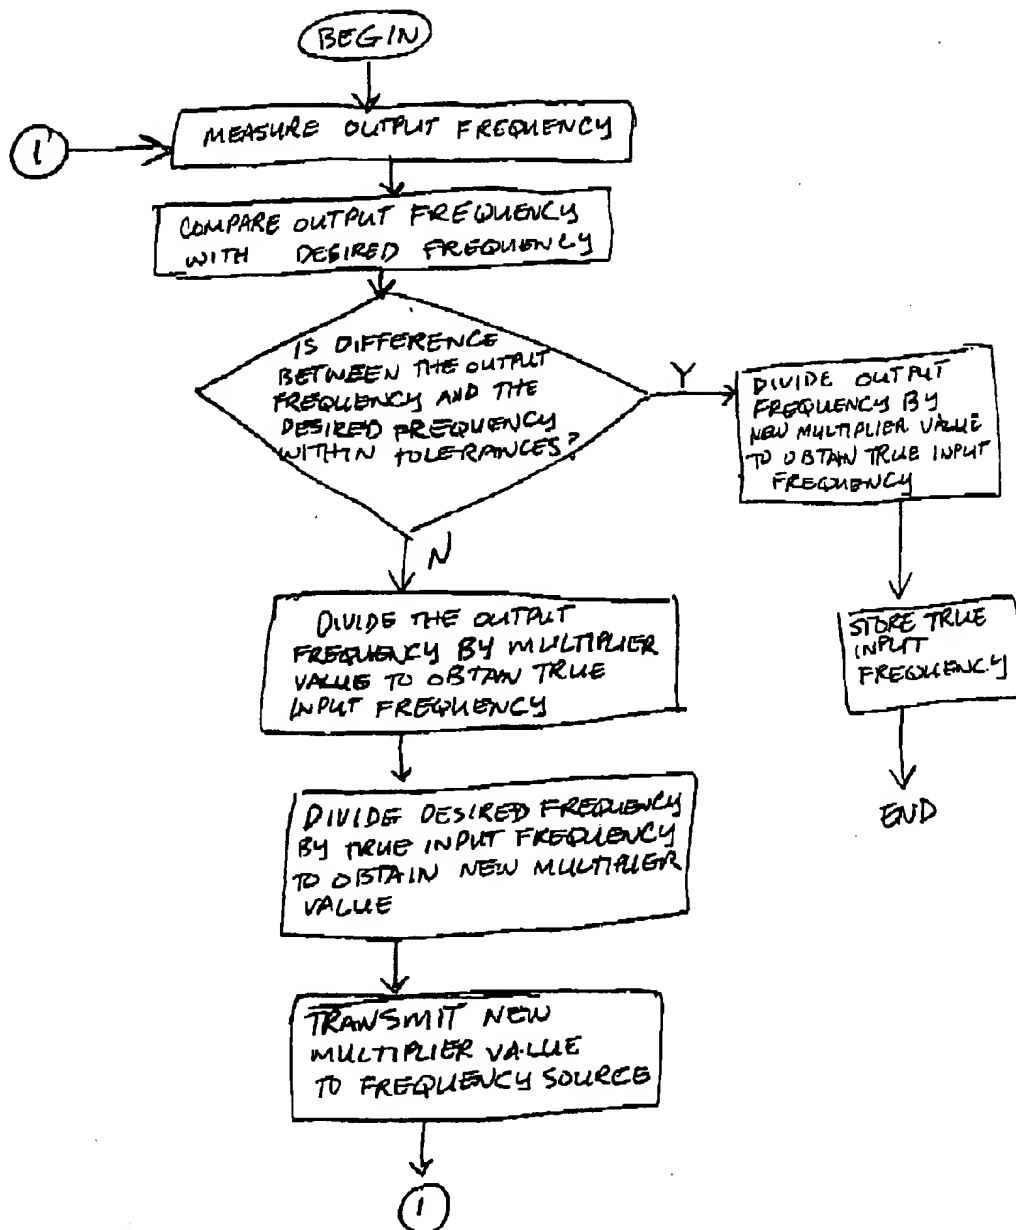 BEGIN
1
MEASURE OUTPUT FREQUENCY
COMPARE OUTPUT FREQUENCY
WITH DESIRED FREQUENCY
IS DIFFERENCE
BETWEEN THE OUTPUT
FREQUENCY AND THE
DESIRED FREQUENCY
WITHIN TOLERANCES?
Y
DIVIDE OUTPUT
FREQUENCY BY
NEW MULTIPLIER VALUE
TO OBTAIN TRUE INPUT
FREQUENCY
N
DIVIDE THE OUTPUT
FREQUENCY BY MULTIPLIER
VALUE TO OBTAIN TRUE
INPUT FREQUENCY
STORE TRUE
INPUT
FREQUENCY
END
DIVIDE DESIRED FREQUENCY
BY TRUE INPUT FREQUENCY
TO OBTAIN NEW MULTIPLIER
VALUE
TRANSMIT NEW
MULTIPLIER VALUE
TO FREQUENCY SOURCE
1